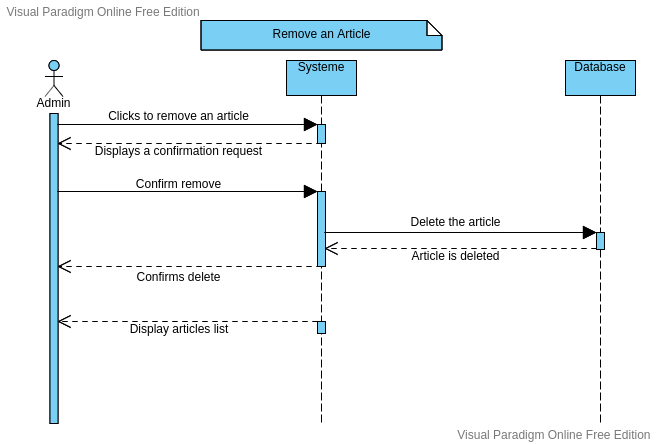 Visual Paradigm Online Free Edition
Remove an Article
Systeme
Database
Admin
Clicks to remove an article
Displays a confirmation request
Confirm remove
Delete the article
Article is deleted
Confirms delete
Display articles list
Visual Paradigm Online Free Edition